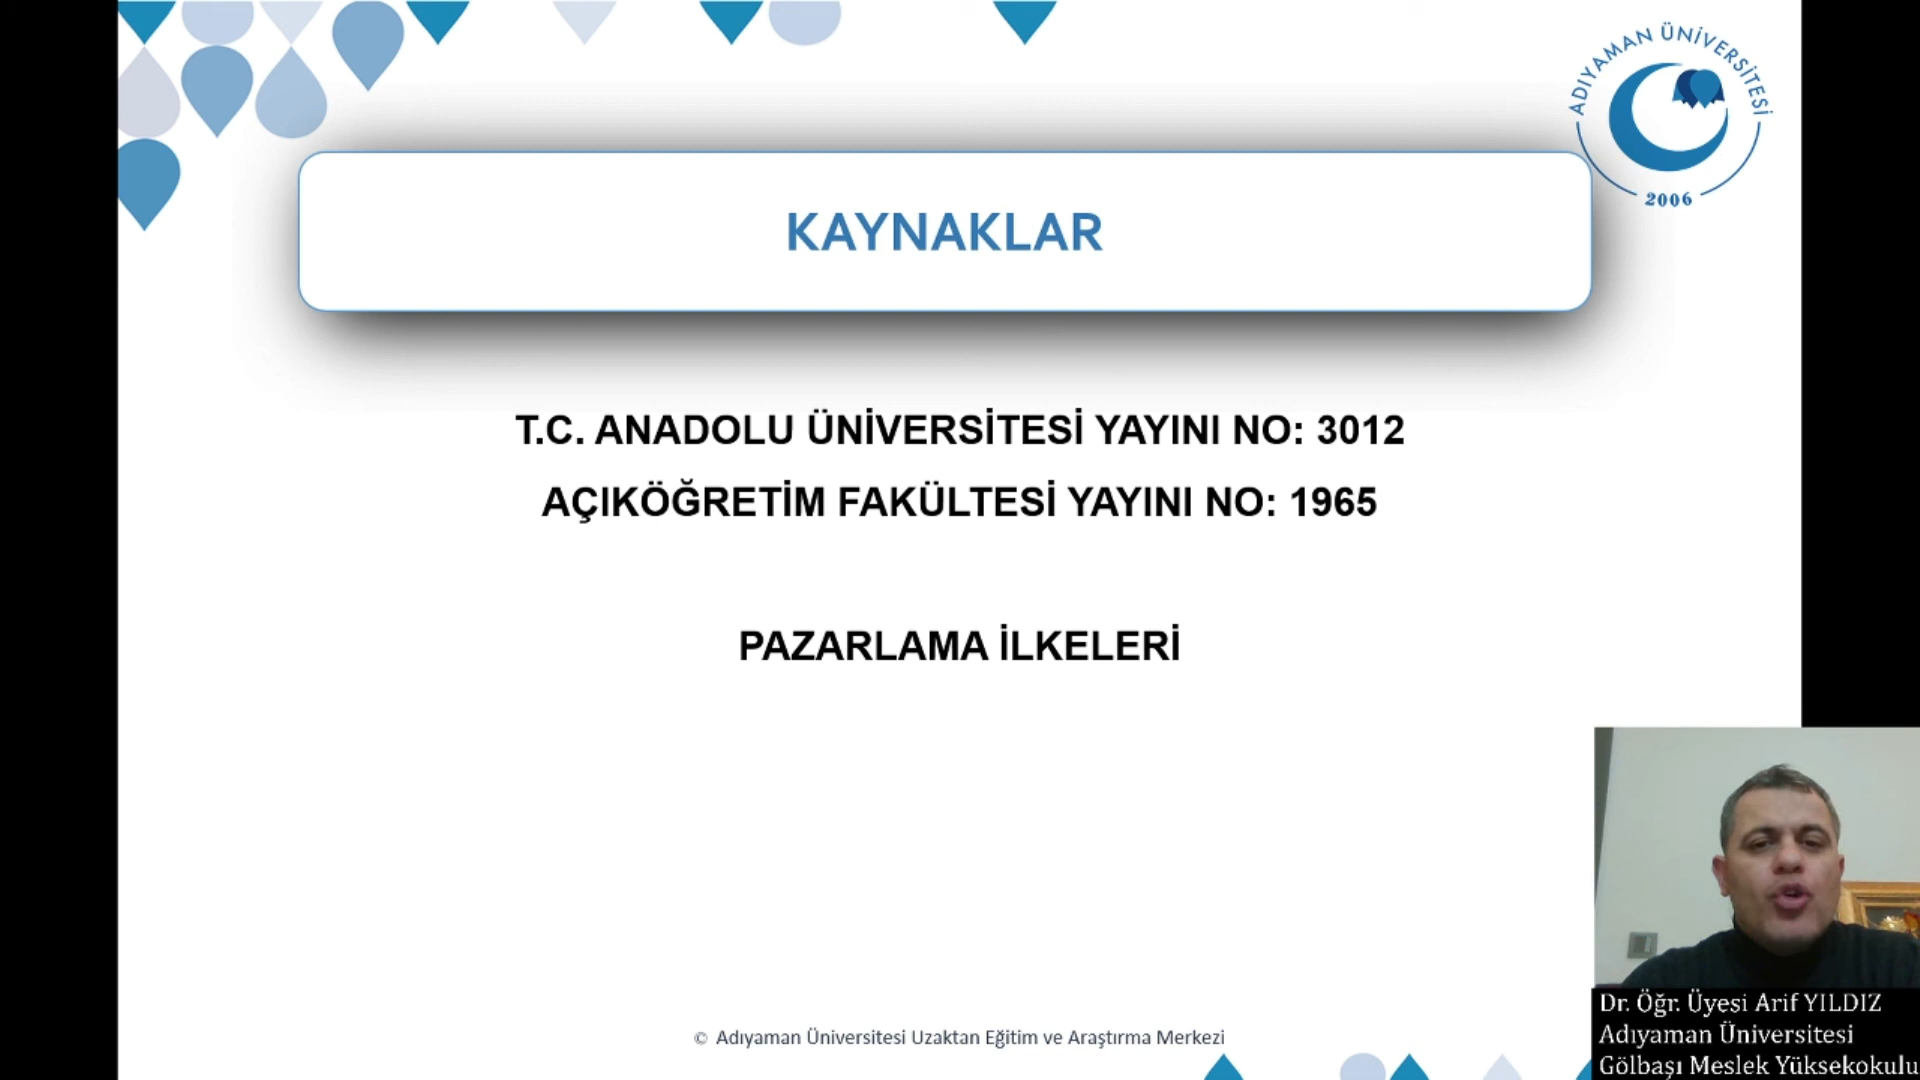 ADIYAMAN ÜNİVERSİTESİ
2006
KAYNAKLAR
T.C. ANADOLU ÜNİVERSİTESİ YAYINI NO: 3012
AÇIKÖĞRETİM FAKÜLTESİ YAYINI NO: 1965
PAZARLAMA İLKELERİ
© Adıyaman Üniversitesi Uzaktan Eğitim ve Araştırma Merkezi
Dr. Öğr. Üyesi Arif YILDIZ
Adıyaman Üniversitesi
Gölbaşı Meslek Yüksekokulu